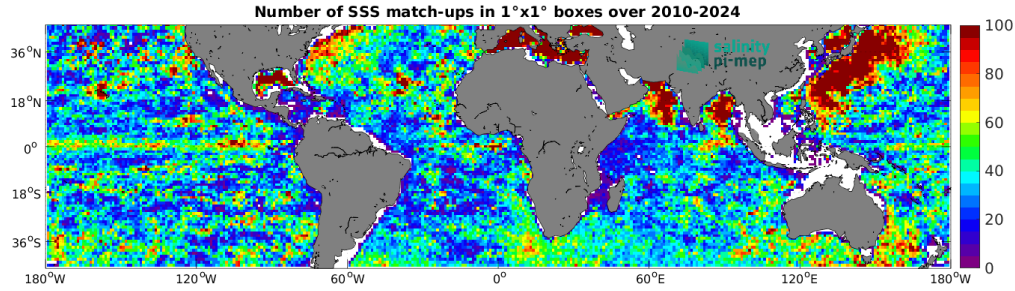 Number of SSS match-ups in 1°x1° boxes over 2010-2024
salinity
pi-mep
36°N
18°N
0°
18°S
36°S
180°W
120°W
60°W
0°
60°E
120°E
180°W
100
80
60
40
20
0